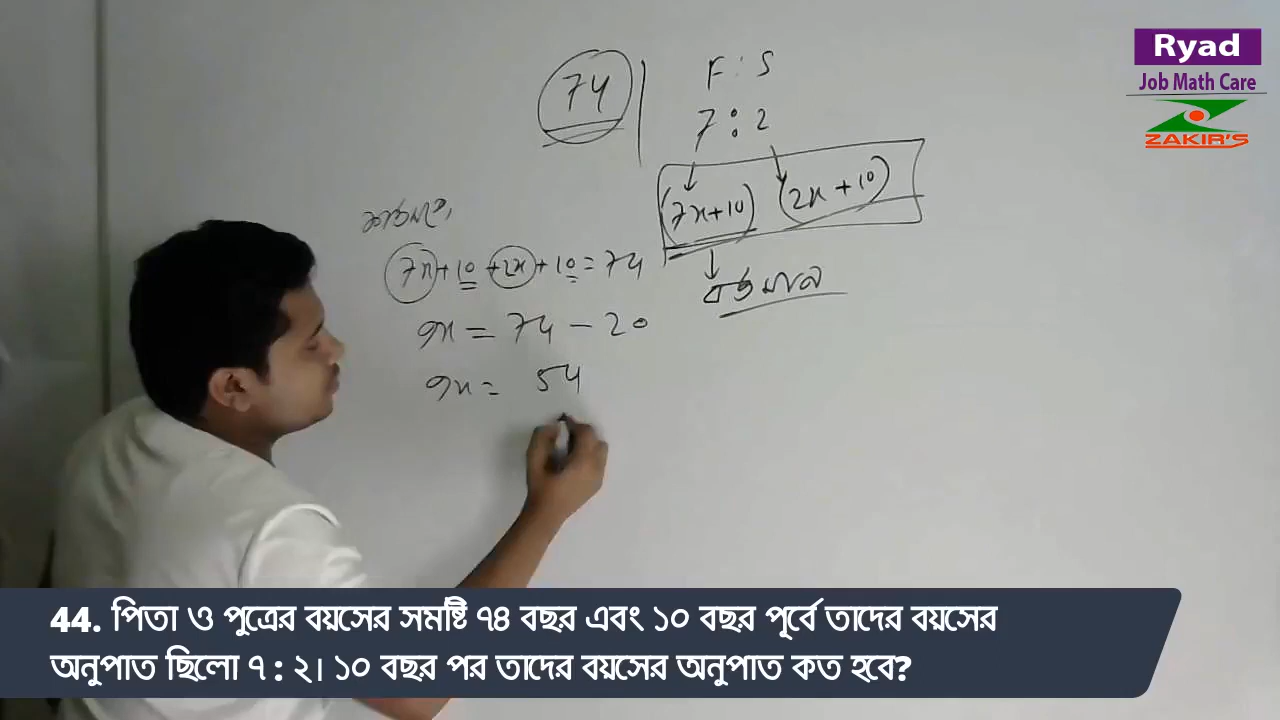 Ryad
Job Math Care
ZAKIR'S
74
F : S
7 : 2
(7x+10) (2x+10)
বর্তমান
7x+10+2x+10=74
9x = 74 - 20
9x = 54
44. পিতা ও পুত্রের বয়সের সমষ্টি ৭৪ বছর এবং ১০ বছর পূর্বে তাদের বয়সের
অনুপাত ছিলো ৭ : ২। ১০ বছর পর তাদের বয়সের অনুপাত কত হবে?